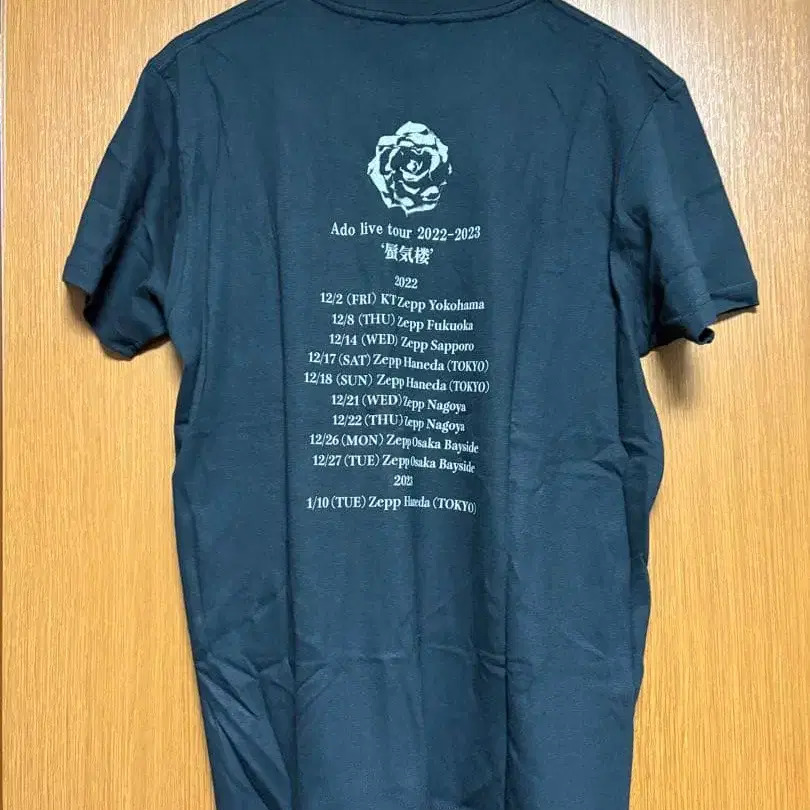 Ado live tour 2022-2023
‘蜃気楼’
2022
12/2 (FRI) KT Zepp Yokohama
12/8 (THU) Zepp Fukuoka
12/14 (WED) Zepp Sapporo
12/17 (SAT) Zepp Haneda (TOKYO)
12/18 (SUN) Zepp Haneda (TOKYO)
12/21 (WED) Zepp Nagoya
12/22 (THU) Zepp Nagoya
12/26 (MON) Zepp Osaka Bayside
12/27 (TUE) Zepp Osaka Bayside
2023
1/10 (TUE) Zepp Haneda (TOKYO)